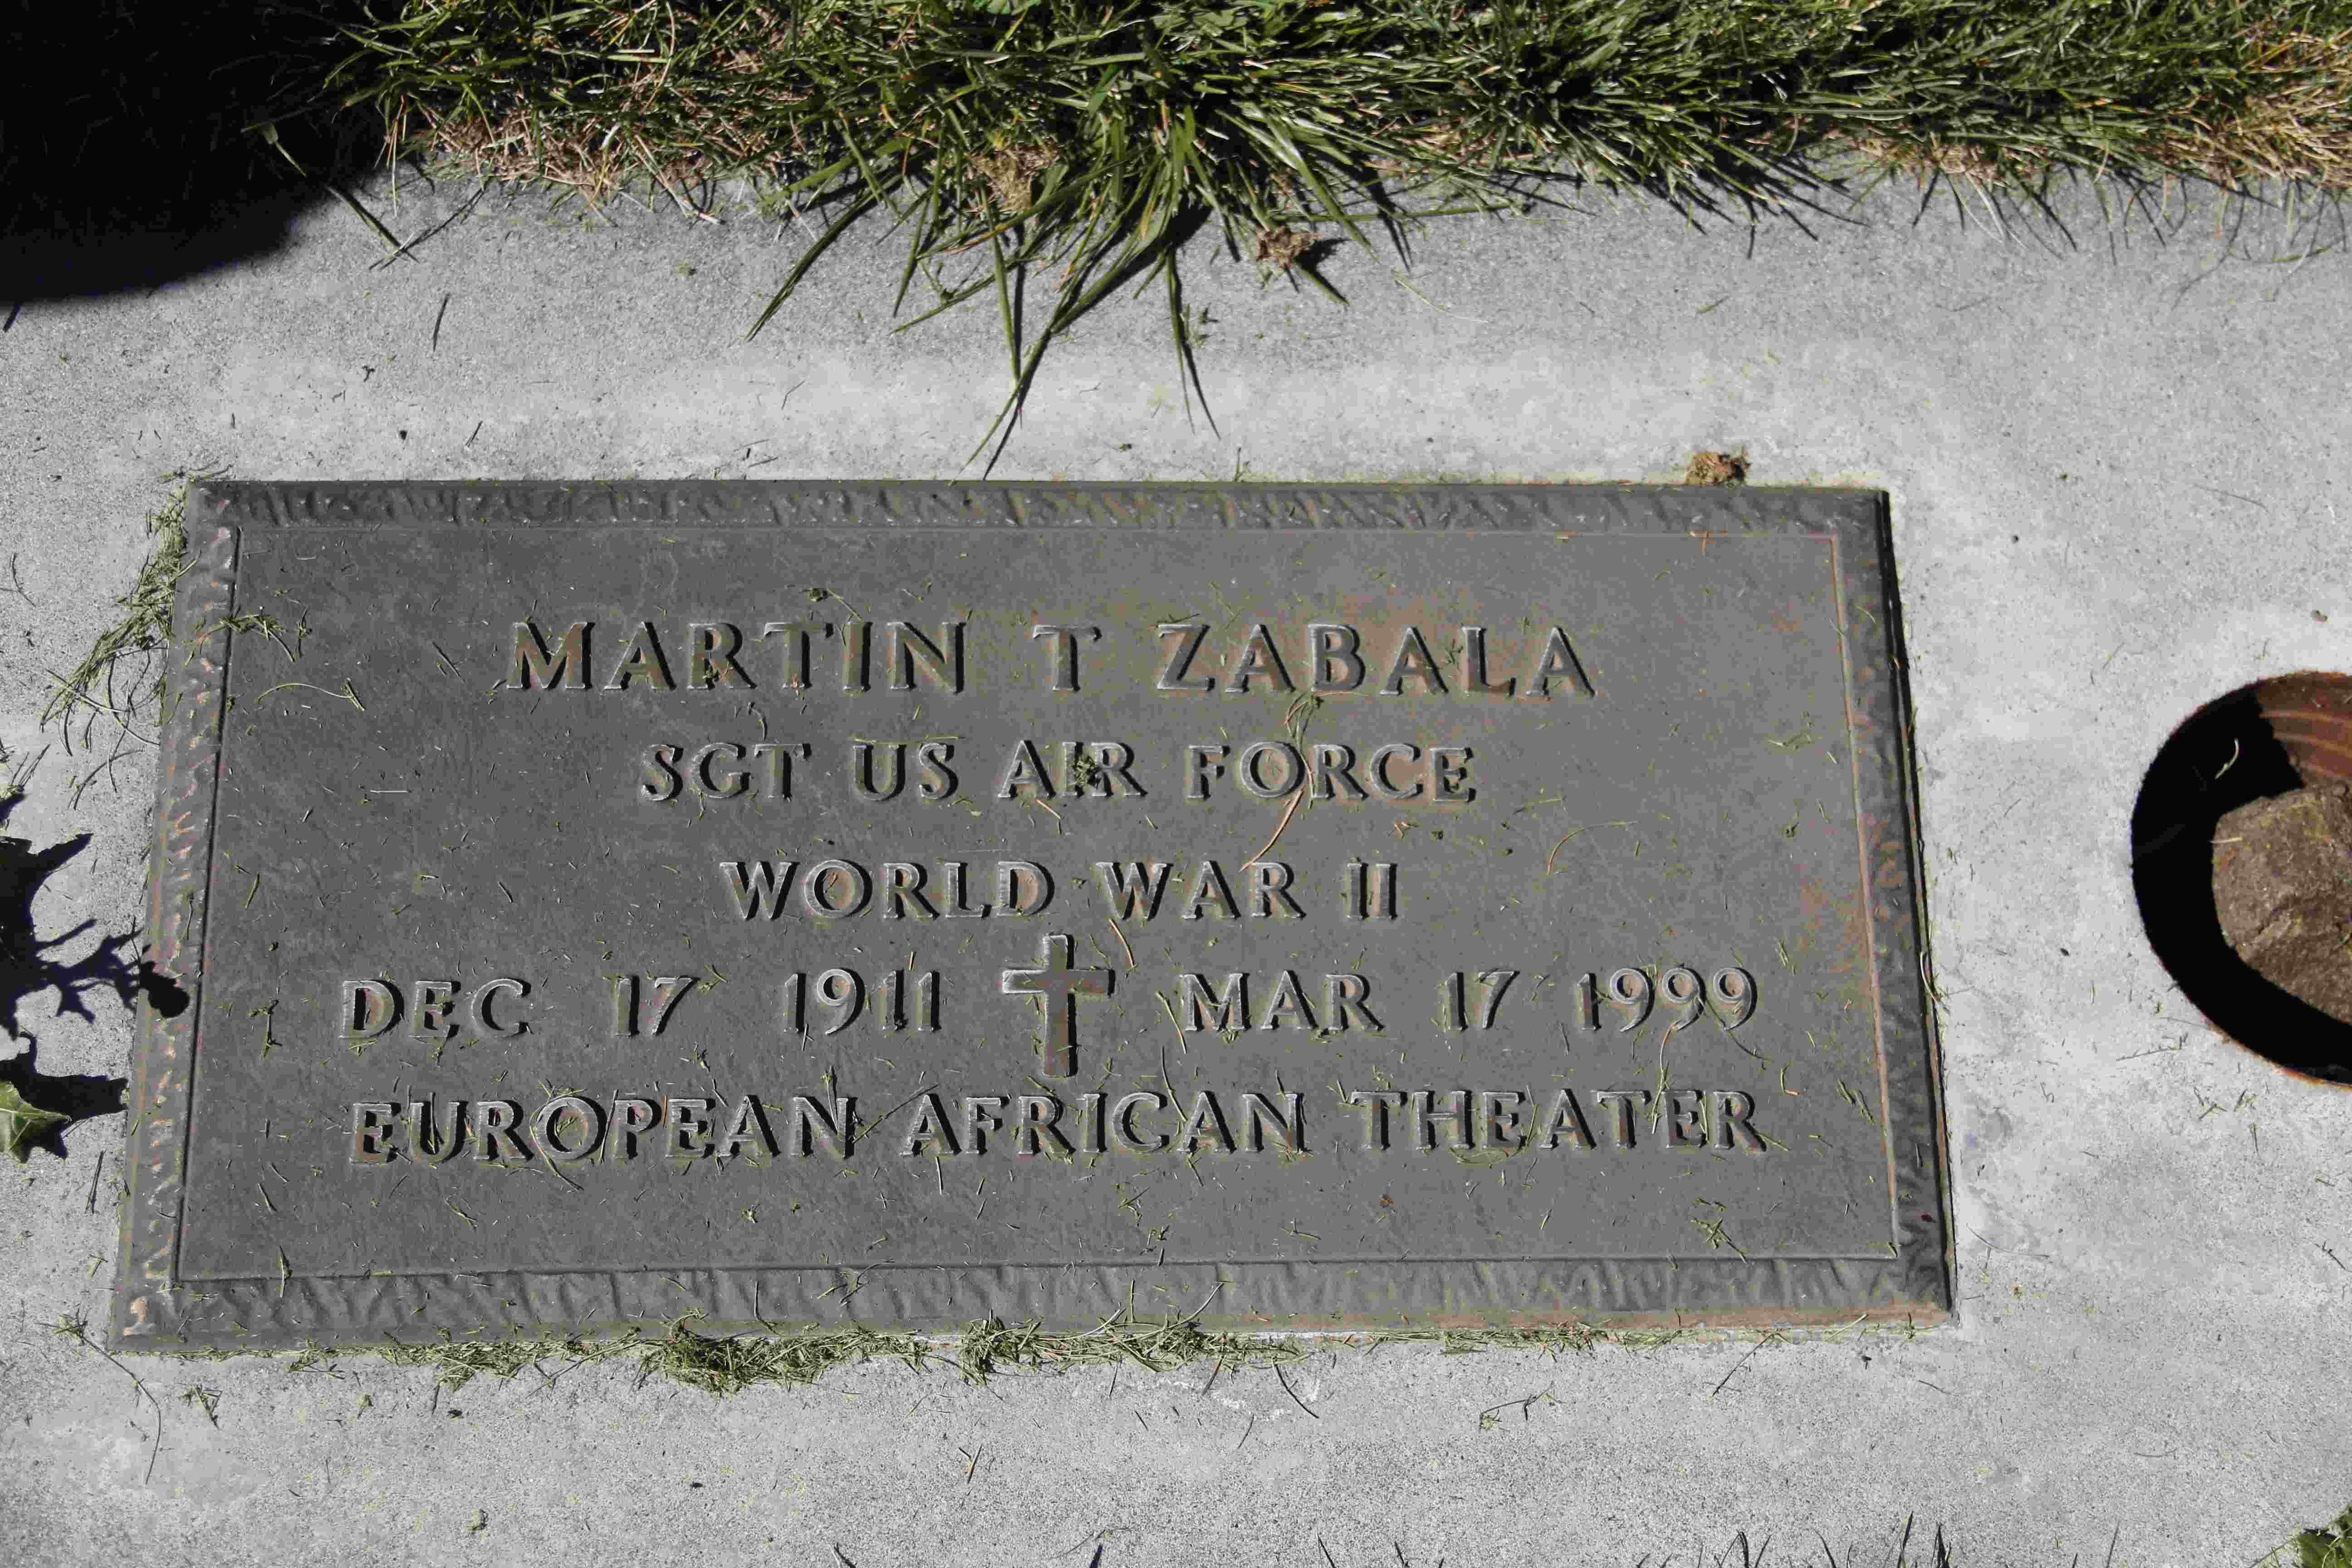 MARTIN T ZABALA
SGT US AIR FORCE
WORLD WAR II
DEC 17 1911 MAR 17 1999
EUROPEAN AFRICAN THEATER